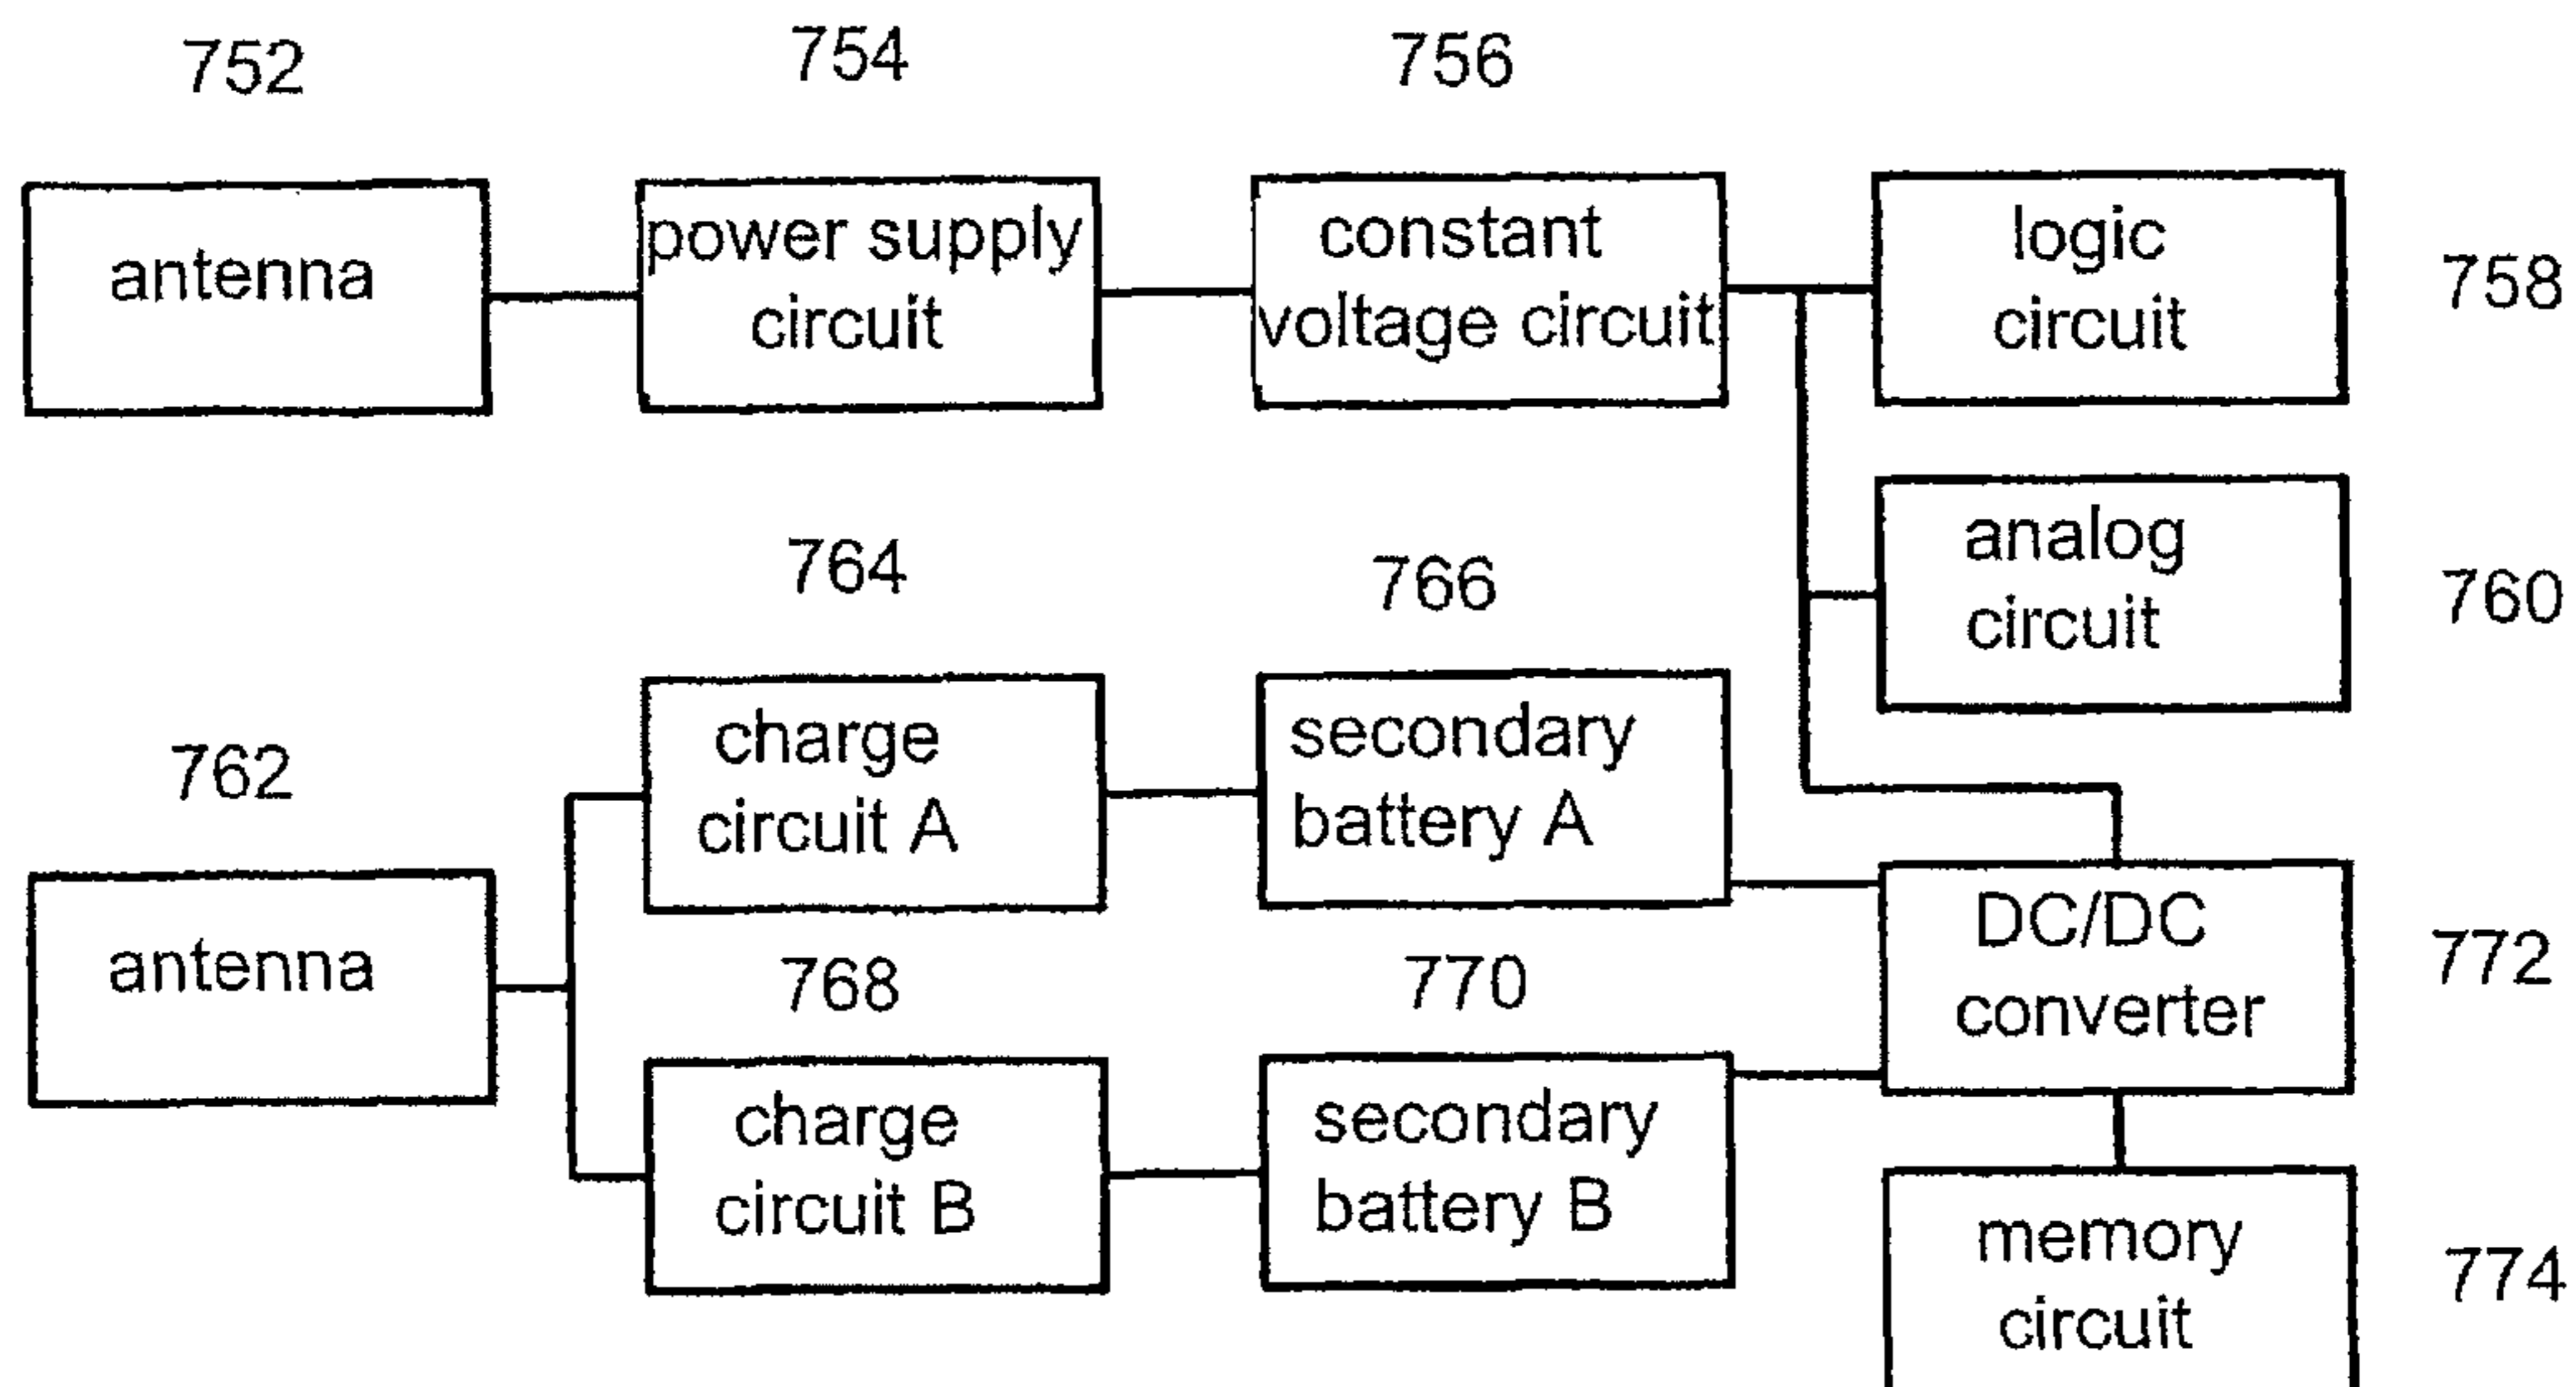 752
754
756
antenna
power supply
circuit
constant
voltage circuit
logic
circuit
758
analog
circuit
760
764
766
762
antenna
charge
circuit A
secondary
battery A
768
770
charge
circuit B
secondary
battery B
DC/DC
converter
772
memory
circuit
774